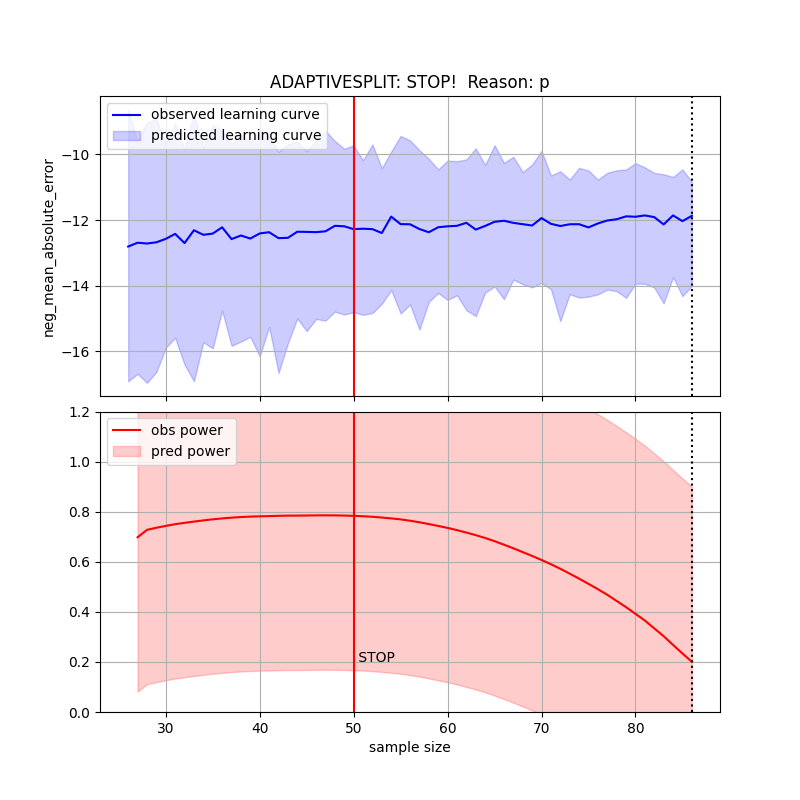 ADAPTIVESPLIT: STOP!  Reason: p
observed learning curve
predicted learning curve
neg_mean_absolute_error
−10
−12
−14
−16
obs power
pred power
1.2
1.0
0.8
0.6
0.4
0.2
0.0
STOP
30 40 50 60 70 80
sample size